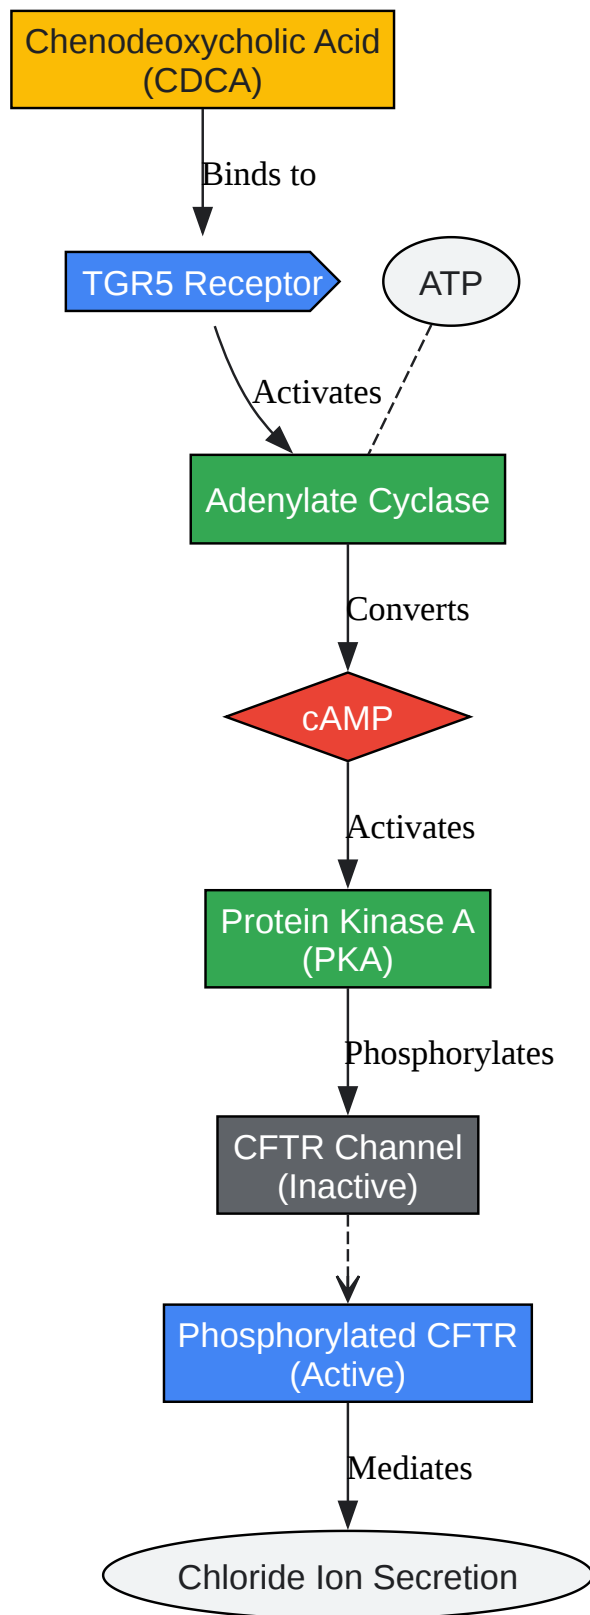 Chenodeoxycholic Acid
(CDCA)
Binds to
TGR5 Receptor
ATP
Activates
Adenylate Cyclase
Converts
cAMP
Activates
Protein Kinase A
(PKA)
Phosphorylates
CFTR Channel
(Inactive)
Phosphorylated CFTR
(Active)
Mediates
Chloride Ion Secretion